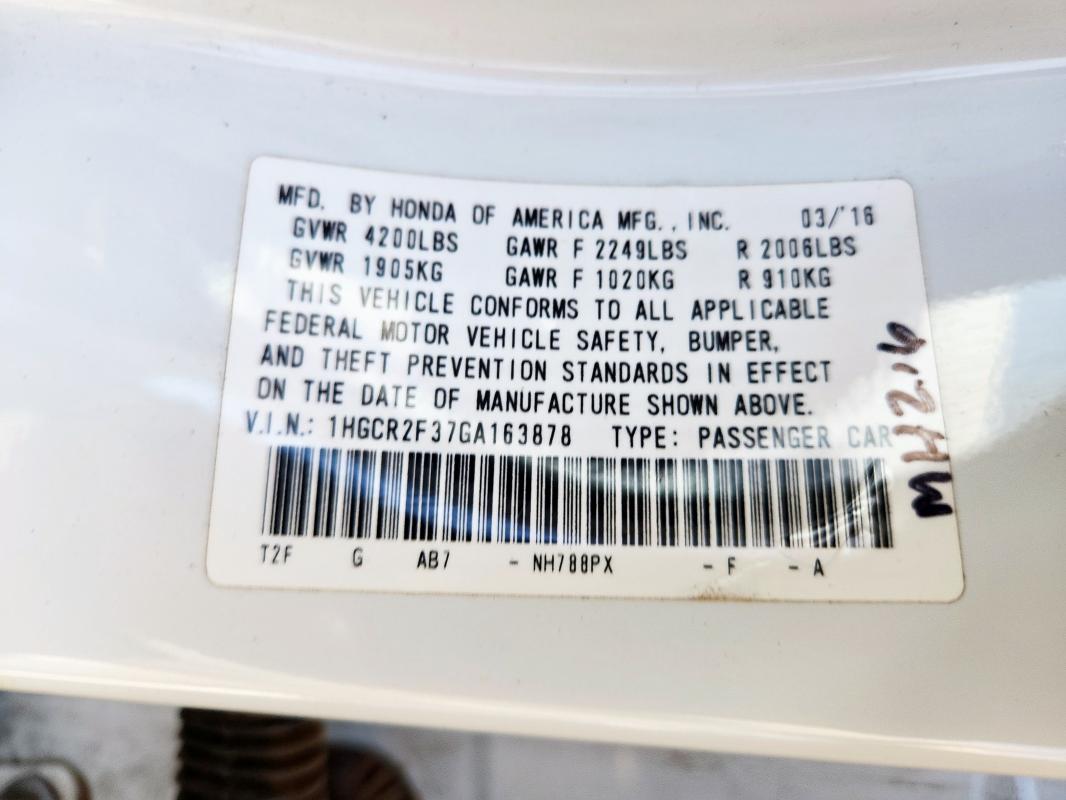 MFD. BY HONDA OF AMERICA MFG., INC. 03/'16
GVWR 4200LBS GAWR F 2249LBS R 2006LBS
GVWR 1905KG GAWR F 1020KG R 910KG
THIS VEHICLE CONFORMS TO ALL APPLICABLE
FEDERAL MOTOR VEHICLE SAFETY, BUMPER,
AND THEFT PREVENTION STANDARDS IN EFFECT
ON THE DATE OF MANUFACTURE SHOWN ABOVE.
V.I.N.: 1HGCR2F37GA163878 TYPE: PASSENGER CAR
T2F G AB7 - NH788PX - F - A